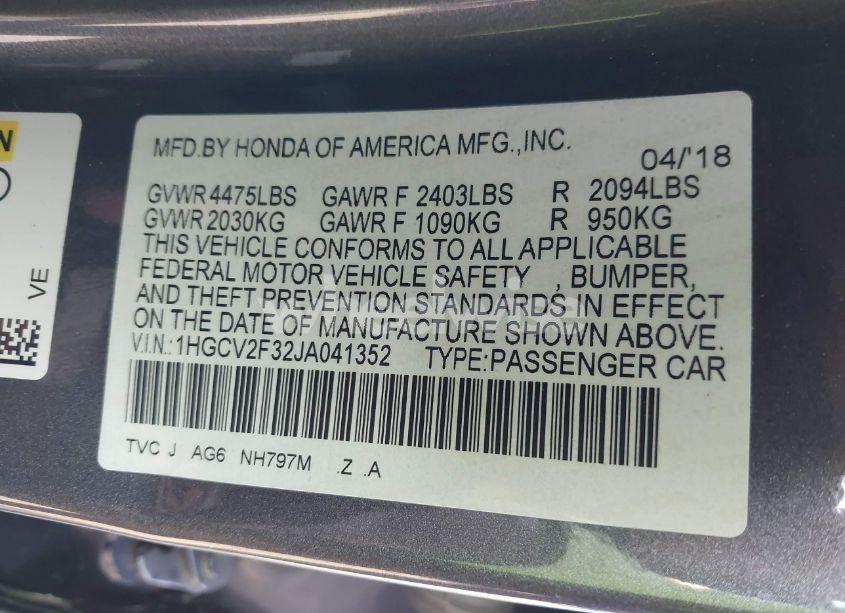 N
VE
MFD.BY HONDA OF AMERICA MFG.,INC.
04/'18
GVWR 4475LBS GAWR F 2403LBS R 2094LBS
GVWR 2030KG GAWR F 1090KG R 950KG
THIS VEHICLE CONFORMS TO ALL APPLICABLE
FEDERAL MOTOR VEHICLE SAFETY , BUMPER,
AND THEFT PREVENTION STANDARDS IN EFFECT
ON THE DATE OF MANUFACTURE SHOWN ABOVE.
V.I.N.:1HGCV2F32JA041352 TYPE:PASSENGER CAR
TVC J AG6 NH797M .Z .A